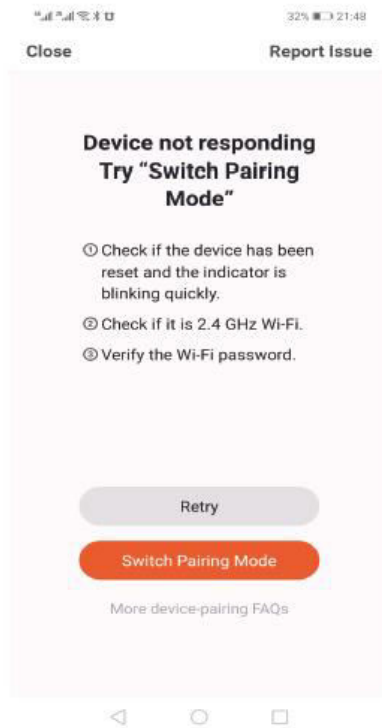 32% 21:48
Close Report Issue
Device not responding
Try “Switch Pairing
Mode”
① Check if the device has been
reset and the indicator is
blinking quickly.
② Check if it is 2.4 GHz Wi-Fi.
③ Verify the Wi-Fi password.
Retry
Switch Pairing Mode
More device-pairing FAQs